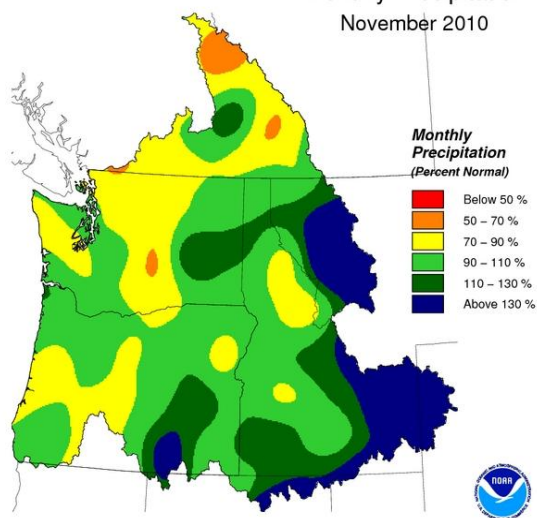 November 2010
Monthly
Precipitation
(Percent Normal)
Below 50 %
50 – 70 %
70 – 90 %
90 – 110 %
110 – 130 %
Above 130 %
NOAA